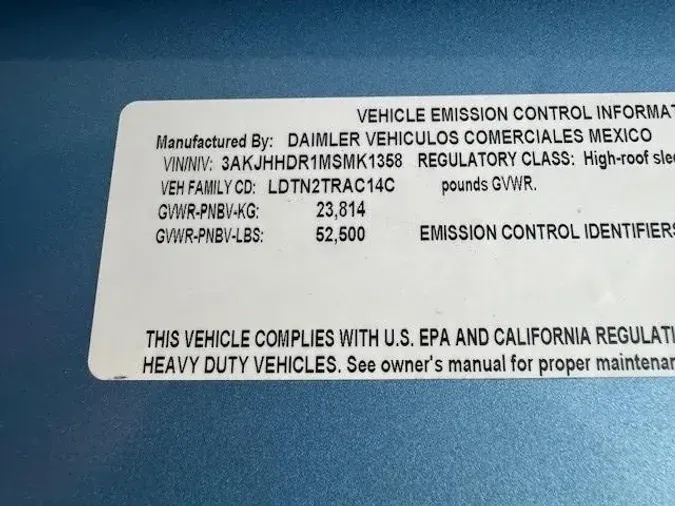 VEHICLE EMISSION CONTROL INFORMAT
Manufactured By: DAIMLER VEHICULOS COMERCIALES MEXICO
VIN/NIV: 3AKJHHDR1MSMK1358 REGULATORY CLASS: High-roof slee
VEH FAMILY CD: LDTN2TRAC14C pounds GVWR.
GVWR-PNBV-KG: 23,814
GVWR-PNBV-LBS: 52,500 EMISSION CONTROL IDENTIFIERS
THIS VEHICLE COMPLIES WITH U.S. EPA AND CALIFORNIA REGULATI
HEAVY DUTY VEHICLES. See owner's manual for proper maintenan